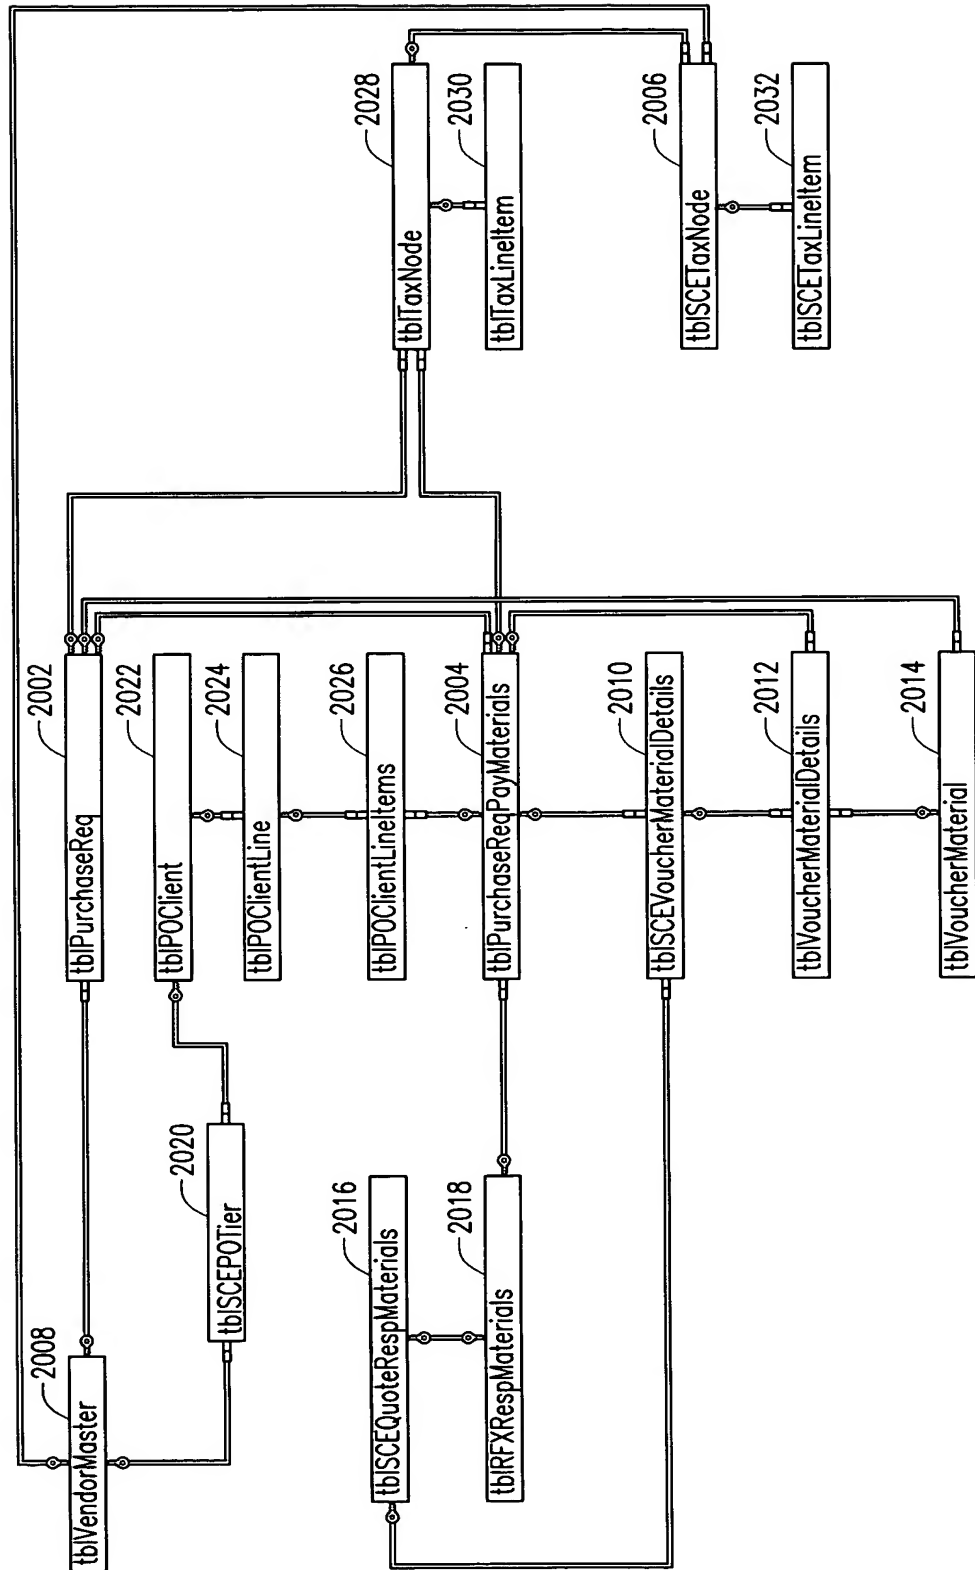 tblVendorMaster
2008
tblSCEPOTier
2020
tblSCEQuoteRespMaterials
2016
tblRFXRespMaterials
2018
tblPurchaseReq
2002
tblPOClient
2022
tblPOClientLine
2024
tblPOClientLineItems
2026
tblPurchaseReqPayMaterials
2004
tblSCEVoucherMaterialDetails
2010
tblVoucherMaterialDetails
2012
tblVoucherMaterial
2014
tblTaxNode
2028
tblTaxLineItem
2030
tblSCETaxNode
2006
tblSCETaxLineItem
2032